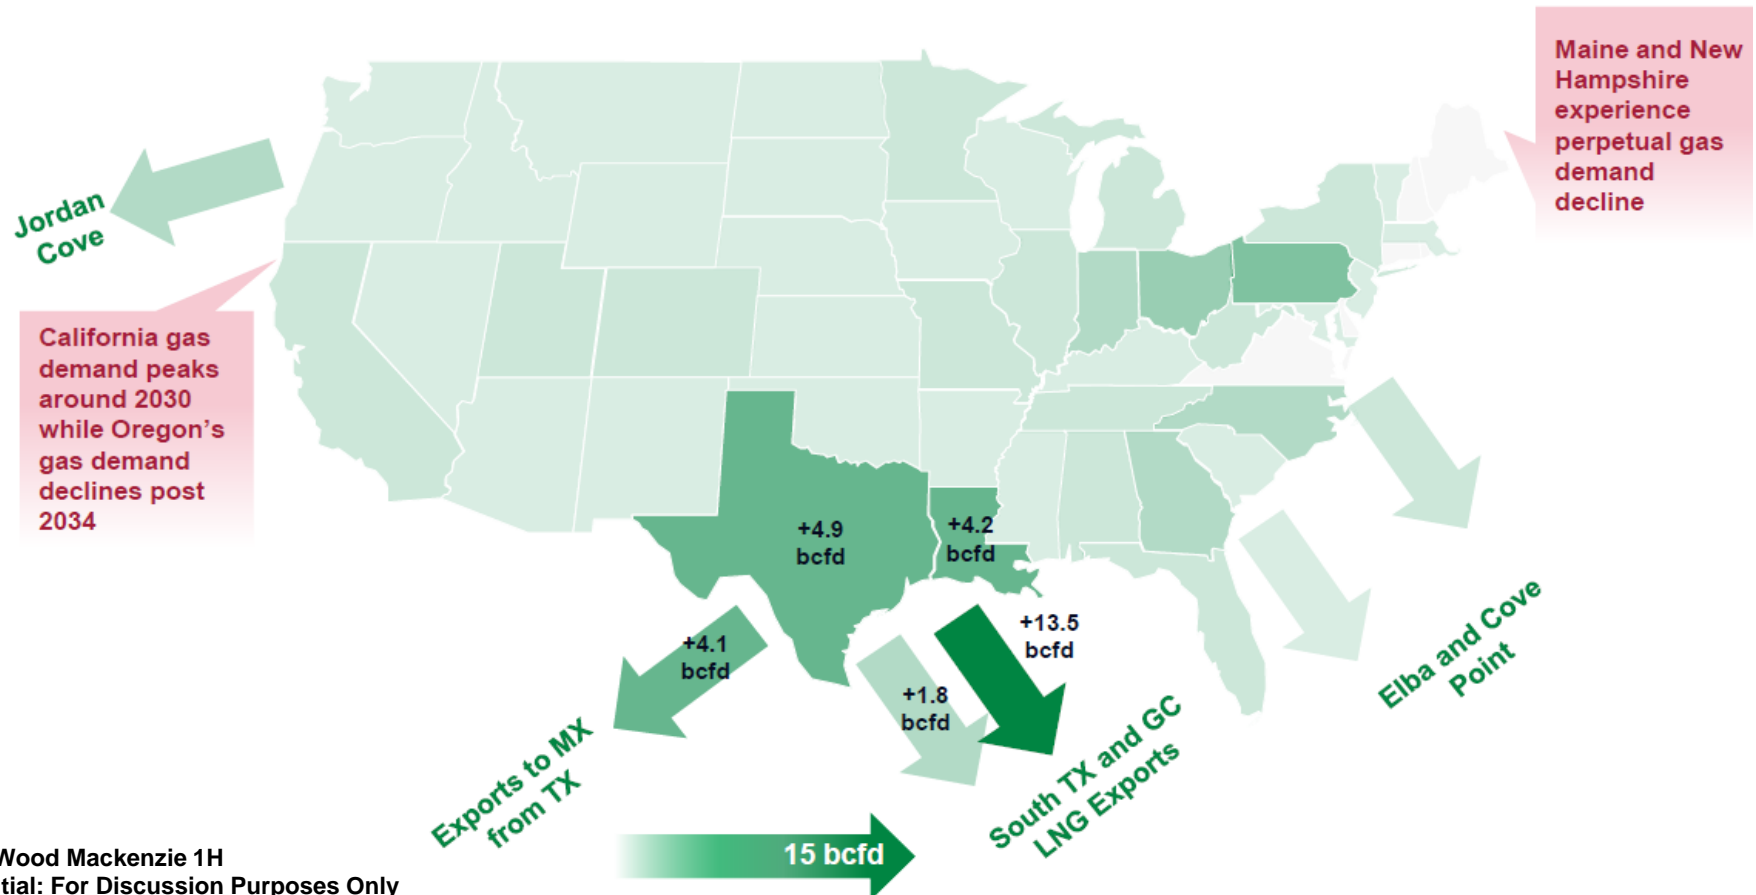 Maine and New
Hampshire
experience
perpetual gas
demand
decline
Jordan
Cove
California gas
demand peaks
around 2030
while Oregon's
gas demand
declines post
2034
+4.9
bcfd
+4.2
bcfd
+4.1
bcfd
+1.8
bcfd
+13.5
bcfd
Elba and Cove
Point
Exports to MX
from TX
South TX and GC
LNG Exports
15 bcfd
Wood Mackenzie 1H
tial: For Discussion Purposes Only